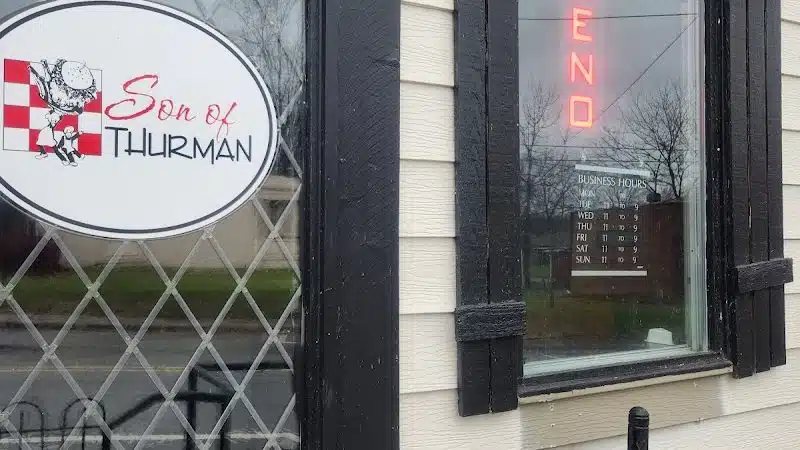 Son of
THURMAN
ENO
BUSINESS HOURS
MON
TUE 11 TO 9
WED 11 TO 9
THU 11 TO 9
FRI 11 TO 9
SAT 11 TO 9
SUN 11 TO 9